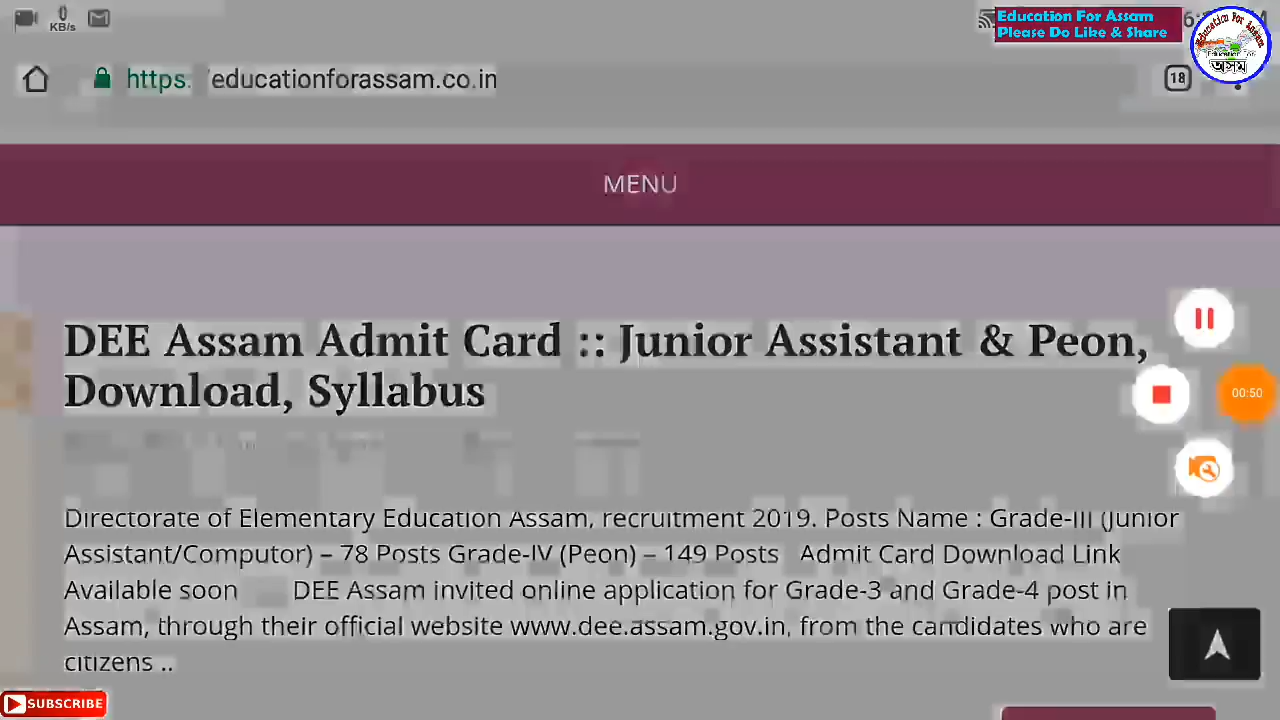 0
KB/s
Education For Assam
Please Do Like & Share
Education For Assam
অসম
https: /educationforassam.co.in
18
MENU
DEE Assam Admit Card :: Junior Assistant & Peon,
Download, Syllabus
00:50
Directorate of Elementary Education Assam, recruitment 2019. Posts Name : Grade-III (Junior
Assistant/Computor) – 78 Posts Grade-IV (Peon) – 149 Posts Admit Card Download Link
Available soon DEE Assam invited online application for Grade-3 and Grade-4 post in
Assam, through their official website www.dee.assam.gov.in, from the candidates who are
citizens ..
SUBSCRIBE